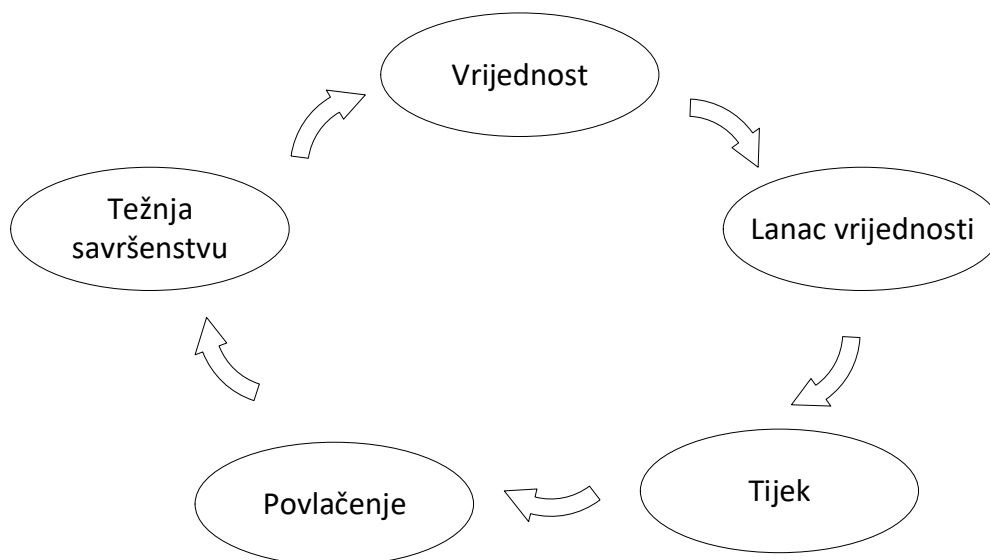 Vrijednost
Lanac vrijednosti
Tijek
Povlačenje
Težnja
savršenstvu